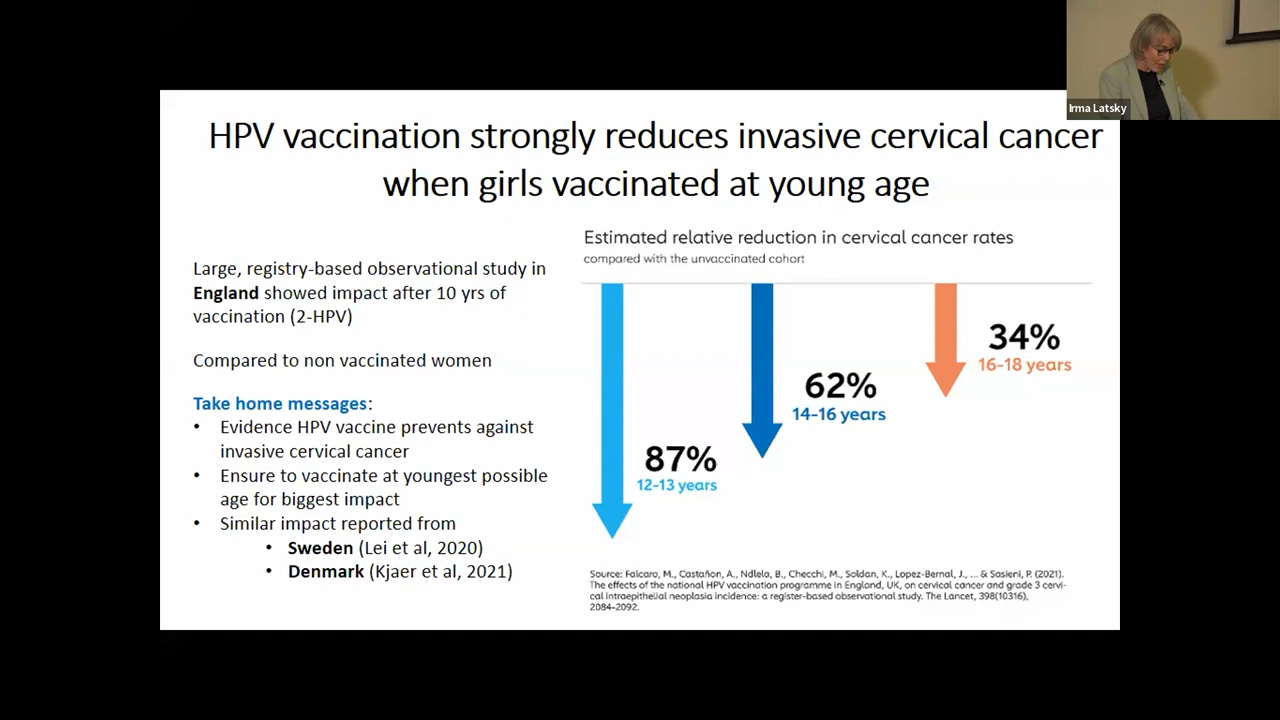 Irma Latsky
HPV vaccination strongly reduces invasive cervical cancer
when girls vaccinated at young age
Large, registry-based observational study in
England showed impact after 10 yrs of
vaccination (2-HPV)
Compared to non vaccinated women
Take home messages:
• Evidence HPV vaccine prevents against
invasive cervical cancer
• Ensure to vaccinate at youngest possible
age for biggest impact
• Similar impact reported from
• Sweden (Lei et al, 2020)
• Denmark (Kjaer et al, 2021)
Estimated relative reduction in cervical cancer rates
compared with the unvaccinated cohort
87%
12-13 years
62%
14-16 years
34%
16-18 years
Source: Falcaro, M., Castañon, A., Ndlela, B., Checchi, M., Soldan, K., Lopez-Bernal, J., ... & Sasieni, P. (2021).
The effects of the national HPV vaccination programme in England, UK, on cervical cancer and grade 3 cervi-
cal intraepithelial neoplasia incidence: a register-based observational study. The Lancet, 398(10316),
2084-2092.